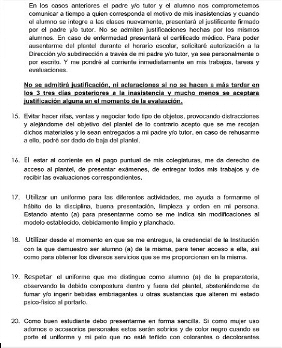 En los casos anteriores el padre y/o tutor y el alumno nos comprometemos
comunicar a tiempo a quien corresponda el motivo de mis inasistencias y cuando
el alumno se integre a las clases nuevamente, presentará el justificante firmado
por el padre y/o tutor. No se admiten justificaciones hechas por los mismos
alumnos. En caso de enfermedad presentará el certificado médico. Para poder
ausentarme del plantel durante el horario escolar, solicitaré autorización a la
Dirección y/o subdirección a través de mi padre y/o tutor, ya sea personalmente o
por escrito. Y me pondré al corriente inmediatamente en mis trabajos, tareas y
evaluaciones.
No se admitirá justificación, ni aclaraciones si no se hacen a más tardar en
los 3 tres días posteriores a la inasistencia y mucho menos se aceptara
justificación alguna en el momento de la evaluación.
15. Evitar hacer rifas, ventas y negociar todo tipo de objetos, provocando distracciones
y alejándome del objetivo del plantel de lo contrario acepto que se me recojan
dichos materiales y le sean entregados a mi padre y/o tutor, en caso de rehusarme
a ello, podré ser dado de baja del plantel.
16. El estar al corriente en el pago puntual de mis colegiaturas, me da derecho de
acceso al plantel, de presentar exámenes, de entregar todos mis trabajos y de
recibir las evaluaciones correspondientes.
17. Utilizar un uniforme para las diferentes actividades, me ayuda a formarme el
hábito de la disciplina, buena presentación, limpieza y orden en mi persona.
Estando atento (a) para presentarme como se me indica sin modificaciones al
modelo establecido, debidamente limpio y planchado.
18. Utilizar desde el momento en que se me entregue, la credencial de la Institución
con la que demuestro ser alumno (a) de la misma, para tener acceso a ella, así
como para obtener los diversos servicios que se me proporcionan en la misma.
19. Respetar el uniforme que me distingue como alumno (a) de la preparatoria,
observando la debida compostura dentro y fuera del plantel, absteniéndome de
fumar y/o ingerir bebidas embriagantes u otras sustancias que alteren mi estado
psico-físico al portarlo.
20. Como buen estudiante debo presentarme en forma sencilla. Si como mujer uso
adornos o accesorios personales estos serán sobrios y de color negro cuando se
porte el uniforme y mi pelo que no esté teñido con colorantes o decolorantes